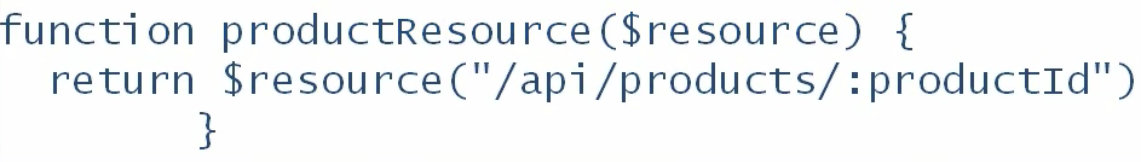 function productResource($resource) {
  return $resource("/api/products/:productId")
        }